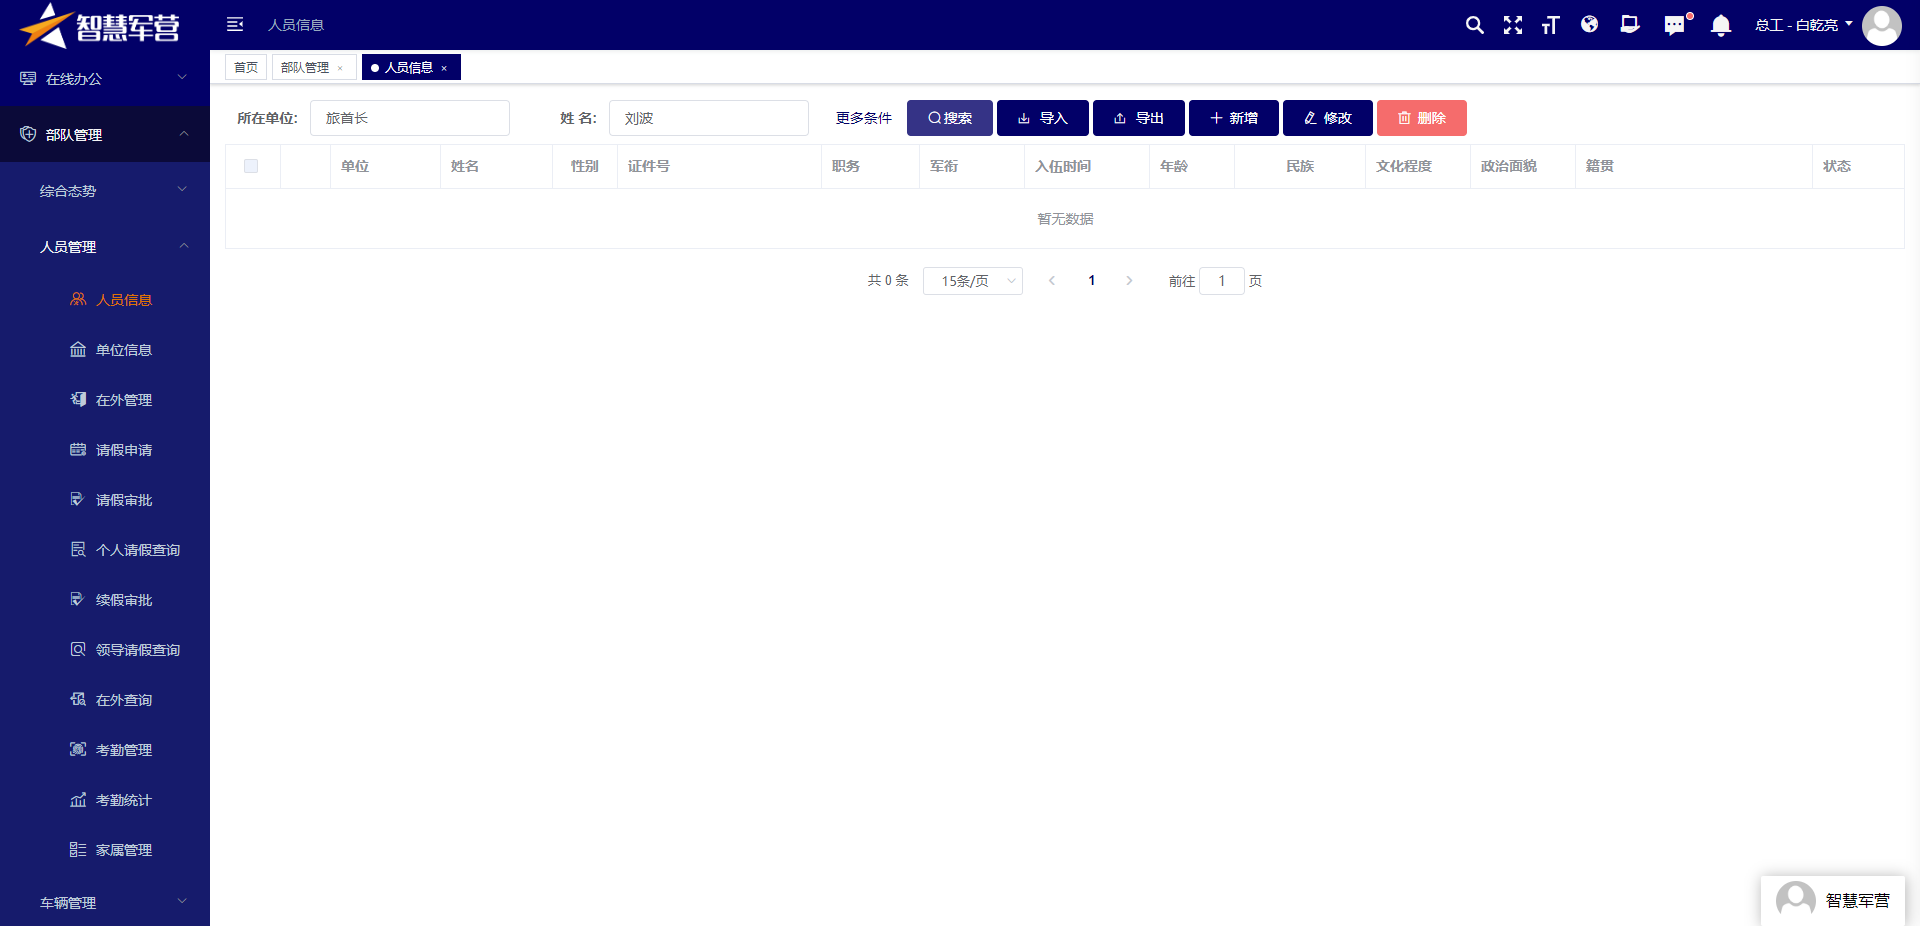 智慧军营
人员信息
总工 - 白乾亮
首页
部队管理 ×
人员信息 ×
在线办公
部队管理
综合态势
人员管理
人员信息
单位信息
在外管理
请假申请
请假审批
个人请假查询
续假审批
领导请假查询
在外查询
考勤管理
考勤统计
家属管理
车辆管理
所在单位: 旅首长 姓 名: 刘波 更多条件 搜索 导入 导出 新增 修改 删除
单位 姓名 性别 证件号 职务 军衔 入伍时间 年龄 民族 文化程度 政治面貌 籍贯 状态
暂无数据
共 0 条 15条/页 1 前往 1 页
智慧军营